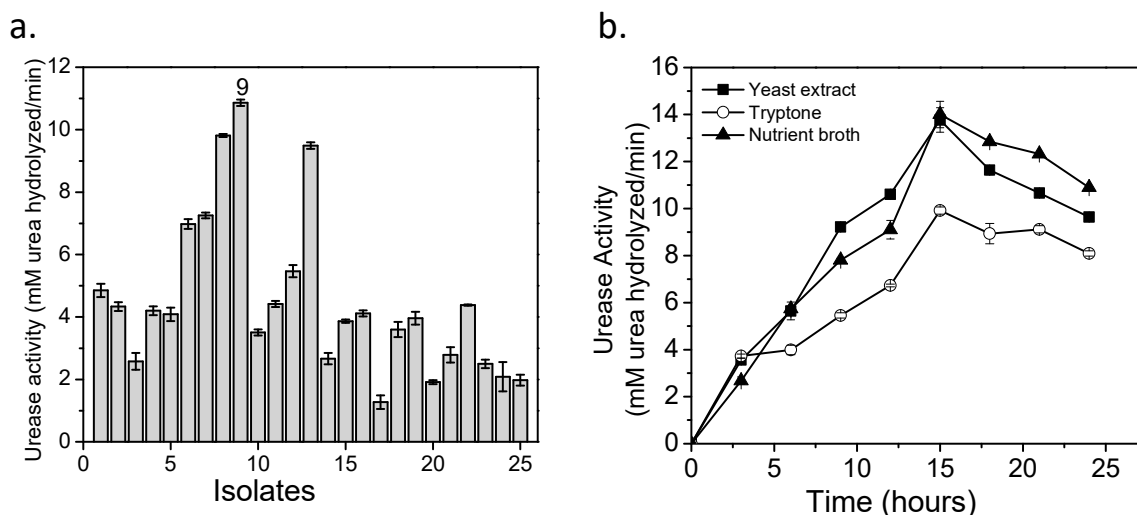 a.
Urease activity (mM urea hydrolyzed/min)
12
10
8
6
4
2
0
9
0 5 10 15 20 25
Isolates
b.
Urease Activity
(mM urea hydrolyzed/min)
16
14
12
10
8
6
4
2
0
Yeast extract
Tryptone
Nutrient broth
0 5 10 15 20 25
Time (hours)